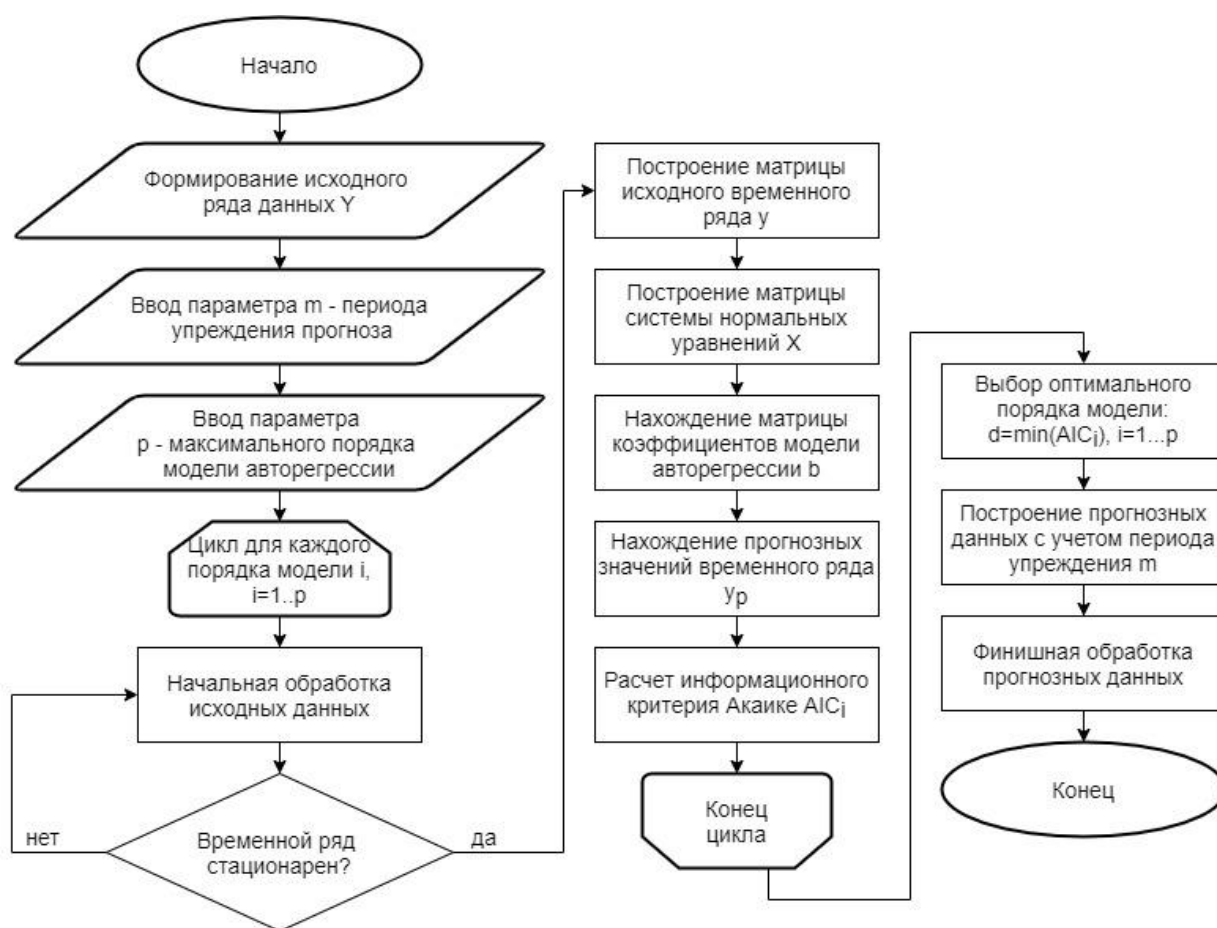 Начало
Формирование исходного
ряда данных Y
Ввод параметра m - периода
упреждения прогноза
Ввод параметра
p - максимального порядка
модели авторегрессии
Цикл для каждого
порядка модели i,
i=1..p
Начальная обработка
исходных данных
нет
Временной ряд
стационарен?
да
Построение матрицы
исходного временного
ряда y
Построение матрицы
системы нормальных
уравнений X
Нахождение матрицы
коэффициентов модели
авторегрессии b
Нахождение прогнозных
значений временного ряда
yp
Расчет информационного
критерия Акаике AICi
Конец
цикла
Выбор оптимального
порядка модели:
d=min(AICi), i=1...p
Построение прогнозных
данных с учетом периода
упреждения m
Финишная обработка
прогнозных данных
Конец